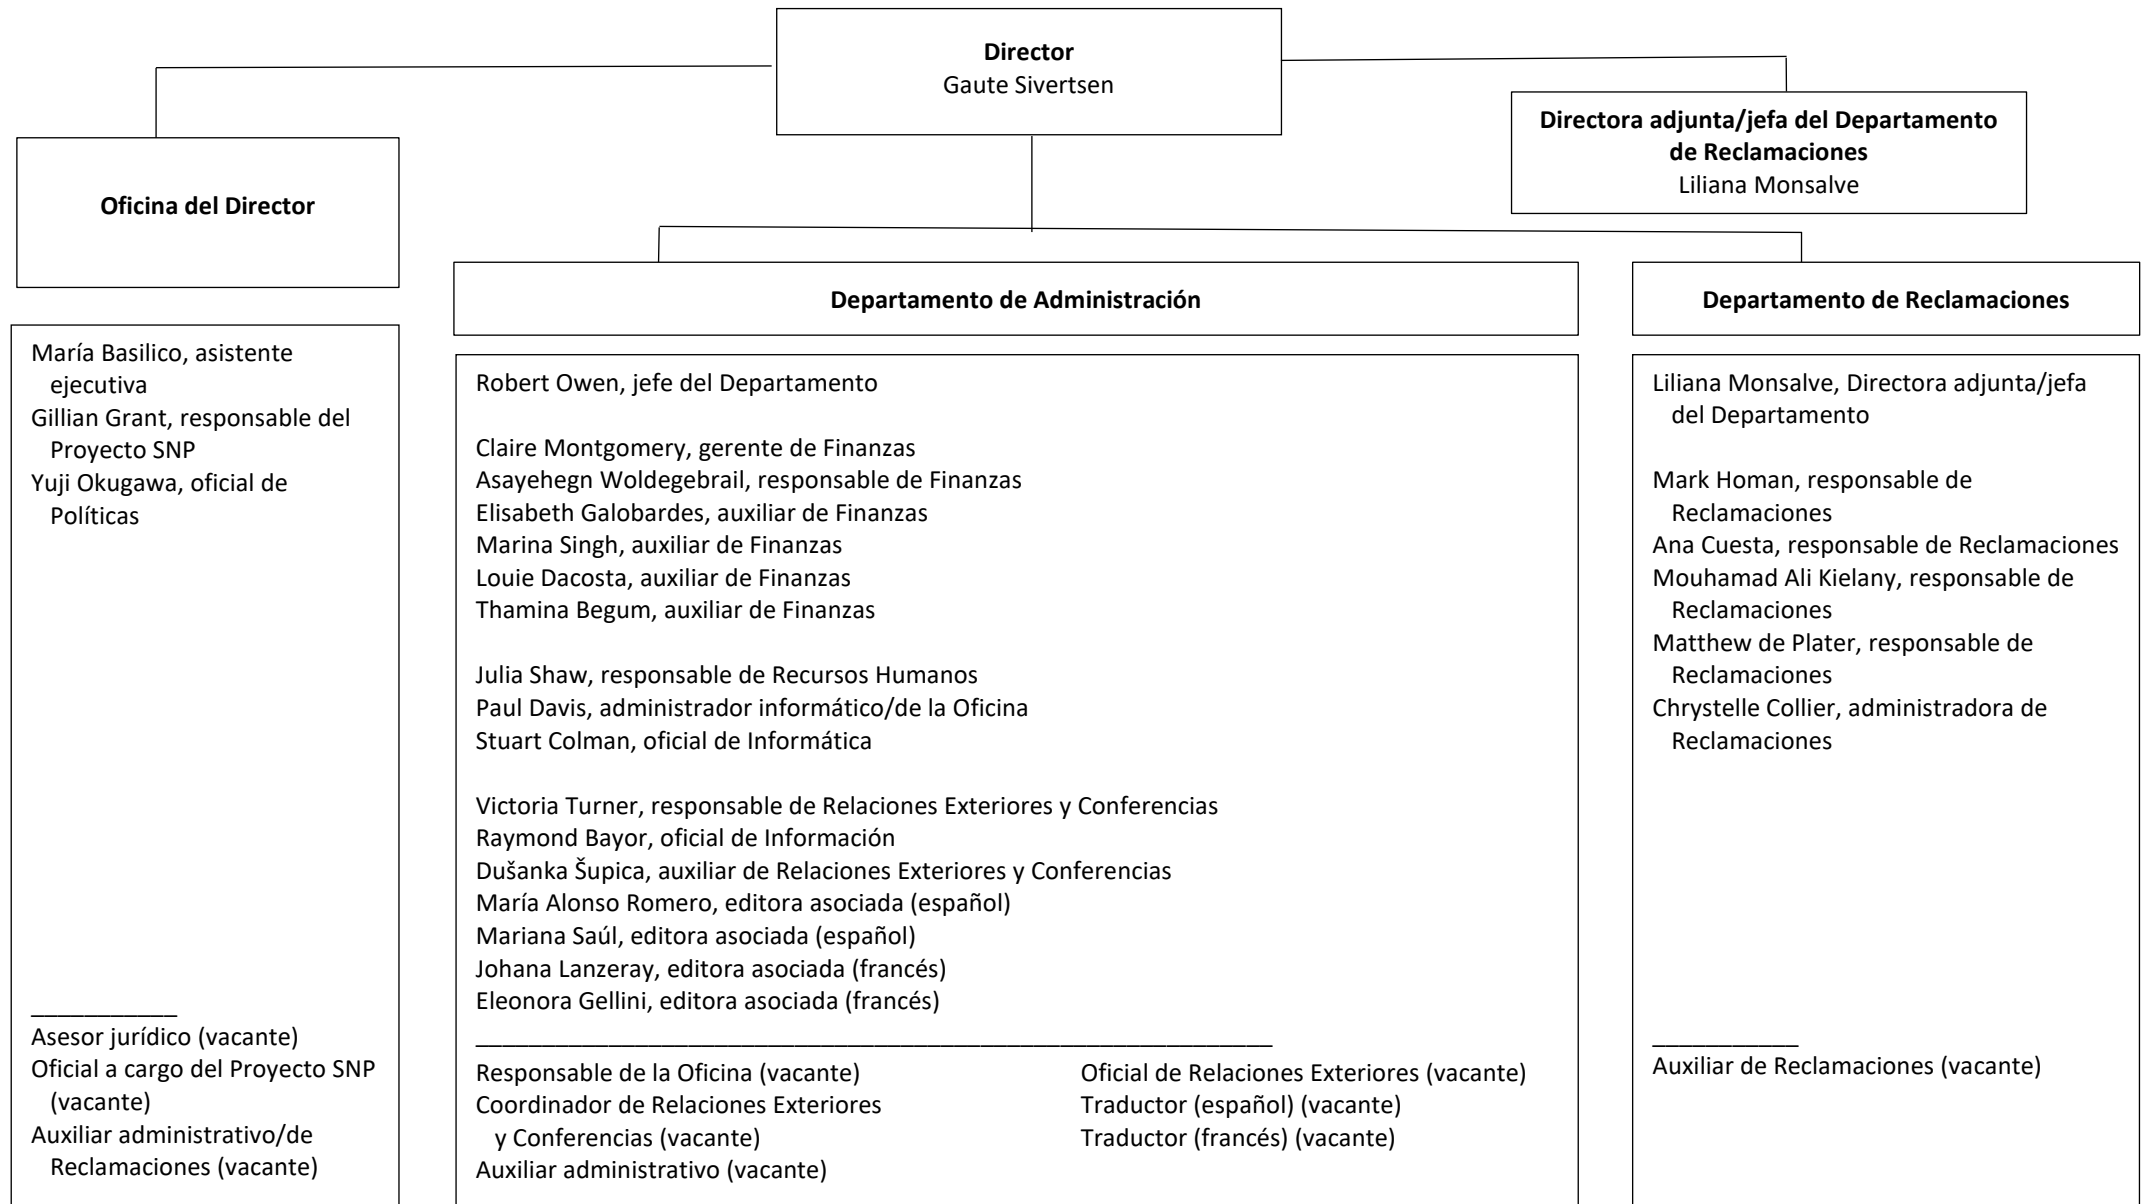 Director
Gaute Sivertsen
Directora adjunta/jefa del Departamento
de Reclamaciones
Liliana Monsalve
Oficina del Director
María Basilico, asistente
ejecutiva
Gillian Grant, responsable del
Proyecto SNP
Yuji Okugawa, oficial de
Políticas
___________
Asesor jurídico (vacante)
Oficial a cargo del Proyecto SNP
(vacante)
Auxiliar administrativo/de
Reclamaciones (vacante)
Departamento de Administración
Robert Owen, jefe del Departamento
Claire Montgomery, gerente de Finanzas
Asayehegn Woldegebrail, responsable de Finanzas
Elisabeth Galobardes, auxiliar de Finanzas
Marina Singh, auxiliar de Finanzas
Louie Dacosta, auxiliar de Finanzas
Thamina Begum, auxiliar de Finanzas
Julia Shaw, responsable de Recursos Humanos
Paul Davis, administrador informático/de la Oficina
Stuart Colman, oficial de Informática
Victoria Turner, responsable de Relaciones Exteriores y Conferencias
Raymond Bayor, oficial de Información
Dušanka Šupica, auxiliar de Relaciones Exteriores y Conferencias
María Alonso Romero, editora asociada (español)
Mariana Saúl, editora asociada (español)
Johana Lanzeray, editora asociada (francés)
Eleonora Gellini, editora asociada (francés)
Responsable de la Oficina (vacante)
Coordinador de Relaciones Exteriores
y Conferencias (vacante)
Auxiliar administrativo (vacante)
Oficial de Relaciones Exteriores (vacante)
Traductor (español) (vacante)
Traductor (francés) (vacante)
Departamento de Reclamaciones
Liliana Monsalve, Directora adjunta/jefa
del Departamento
Mark Homan, responsable de
Reclamaciones
Ana Cuesta, responsable de Reclamaciones
Mouhamad Ali Kielany, responsable de
Reclamaciones
Matthew de Plater, responsable de
Reclamaciones
Chrystelle Collier, administradora de
Reclamaciones
___________
Auxiliar de Reclamaciones (vacante)